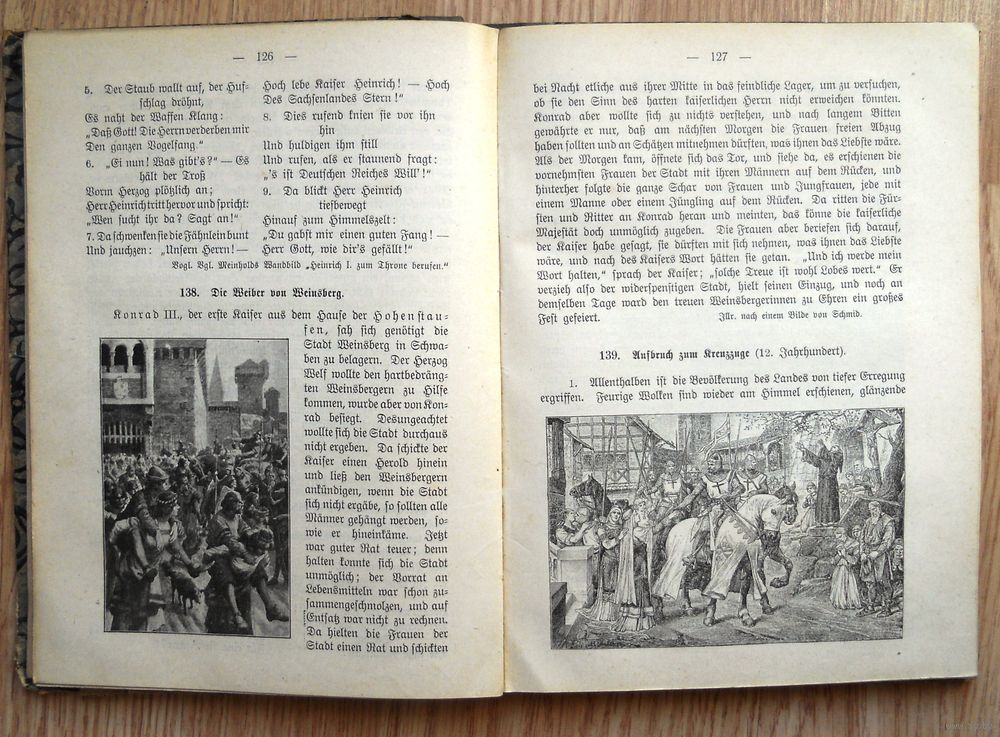 — 126 —
5. Der Staub wallt auf, der Huf-
schlag dröhnt,
Es naht der Waffen Klang:
„Daß Gott! Die Herrn verderben mir
Den ganzen Vogelsang.“
6. „Ei nun! Was gibt's?“ — Es
hält der Troß
Vorm Herzog plötzlich an;
Herr Heinrich tritt hervor und spricht:
„Wen sucht ihr da? Sagt an!“
7. Da schwenken sie die Fähnlein bunt
Und jauchzen: „Unsern Herrn! —
Hoch lebe Kaiser Heinrich! — Hoch
Des Sachsenlandes Stern!“
8. Dies rufend knien sie vor ihn
hin
Und huldigen ihm still
Und rufen, als er staunend fragt:
„'s ist Deutschen Reiches Will'!“
9. Da blickt Herr Heinrich
tiefbewegt
Hinauf zum Himmelszelt:
„Du gabst mir einen guten Fang! —
Herr Gott, wie dir's gefällt!“
Vogl. Vgl. Meinholds Wandbild „Heinrich I. zum Throne berufen.“
138. Die Weiber von Weinsberg.
Konrad III., der erste Kaiser aus dem Hause der Hohenstau-
fen, sah sich genötigt die
Stadt Weinsberg in Schwa-
ben zu belagern. Der Herzog
Welf wollte den hartbedräng-
ten Weinsbergern zu Hilfe
kommen, wurde aber von Kon-
rad besiegt. Desungeachtet
wollte sich die Stadt durchaus
nicht ergeben. Da schickte der
Kaiser einen Herold hinein
und ließ den Weinsbergern
ankündigen, wenn die Stadt
sich nicht ergäbe, so sollten alle
Männer gehängt werden, so-
wie er hineinkäme. Jetzt
war guter Rat teuer; denn
halten konnte sich die Stadt
unmöglich; der Vorrat an
Lebensmitteln war schon zu-
sammengeschmolzen, und auf
Entsatz war nicht zu rechnen.
Da hielten die Frauen der
Stadt einen Rat und schickten
— 127 —
bei Nacht etliche aus ihrer Mitte in das feindliche Lager, um zu versuchen,
ob sie den Sinn des harten kaiserlichen Herrn nicht erweichen könnten.
Konrad aber wollte sich zu nichts verstehen, und nach langem Bitten
gewährte er nur, daß am nächsten Morgen die Frauen freien Abzug
haben sollten und an Schätzen mitnehmen dürften, was ihnen das Liebste wäre.
Als der Morgen kam, öffnete sich das Tor, und siehe da, es erschienen die
vornehmsten Frauen der Stadt mit ihren Männern auf dem Rücken, und
hinterher folgte die ganze Schar von Frauen und Jungfrauen, jede mit
einem Manne oder einem Jüngling auf dem Rücken. Da ritten die Für-
sten und Ritter an Konrad heran und meinten, das könne die kaiserliche
Majestät doch unmöglich zugeben. Die Frauen aber beriefen sich darauf,
der Kaiser habe gesagt, sie dürften mit sich nehmen, was ihnen das Liebste
wäre, und nach des Kaisers Wort hätten sie getan. „Und ich werde mein
Wort halten,“ sprach der Kaiser; „solche Treue ist wohl Lobes wert.“ Er
verzieh also der widerspenstigen Stadt, hielt seinen Einzug, und noch an
demselben Tage ward den treuen Weinsbergerinnen zu Ehren ein großes
Fest gefeiert.
Jllr. nach einem Bilde von Schmid.
139. Aufbruch zum Kreuzzuge (12. Jahrhundert).
1. Allenthalben ist die Bevölkerung des Landes von tiefer Erregung
ergriffen. Feurige Wolken sind wieder am Himmel erschienen, glänzende